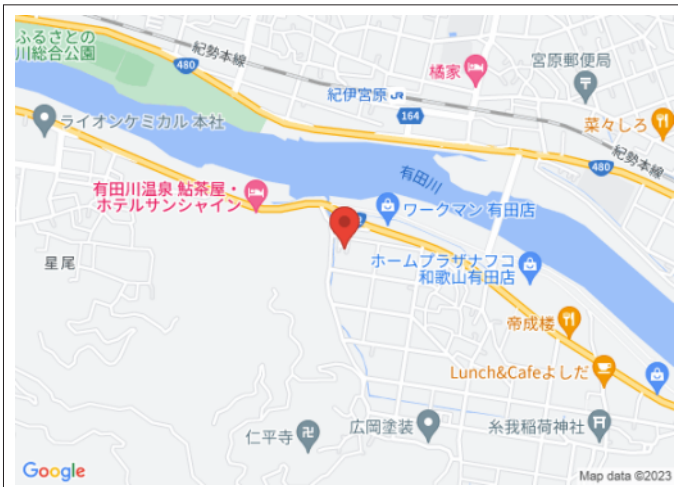 ふるさとの
川総合公園
480
紀勢本線
橘家
宮原郵便局
紀伊宮原 JR
164
菜々しろ
ライオンケミカル 本社
480
紀勢本線
有田川
有田川温泉 鮎茶屋・
ホテルサンシャイン
ワークマン 有田店
星尾
ホームプラザナフコ
和歌山有田店
帝成楼
Lunch&Cafeよしだ
仁平寺
広岡塗装
糸我稲荷神社
Google
Map data ©2023